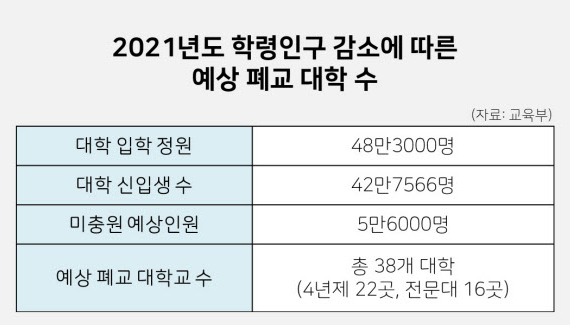 2021년도 학령인구 감소에 따른
예상 폐교 대학 수
(자료: 교육부)
대학 입학 정원 48만3000명
대학 신입생 수 42만7566명
미충원 예상인원 5만6000명
예상 폐교 대학교 수 총 38개 대학
(4년제 22곳, 전문대 16곳)